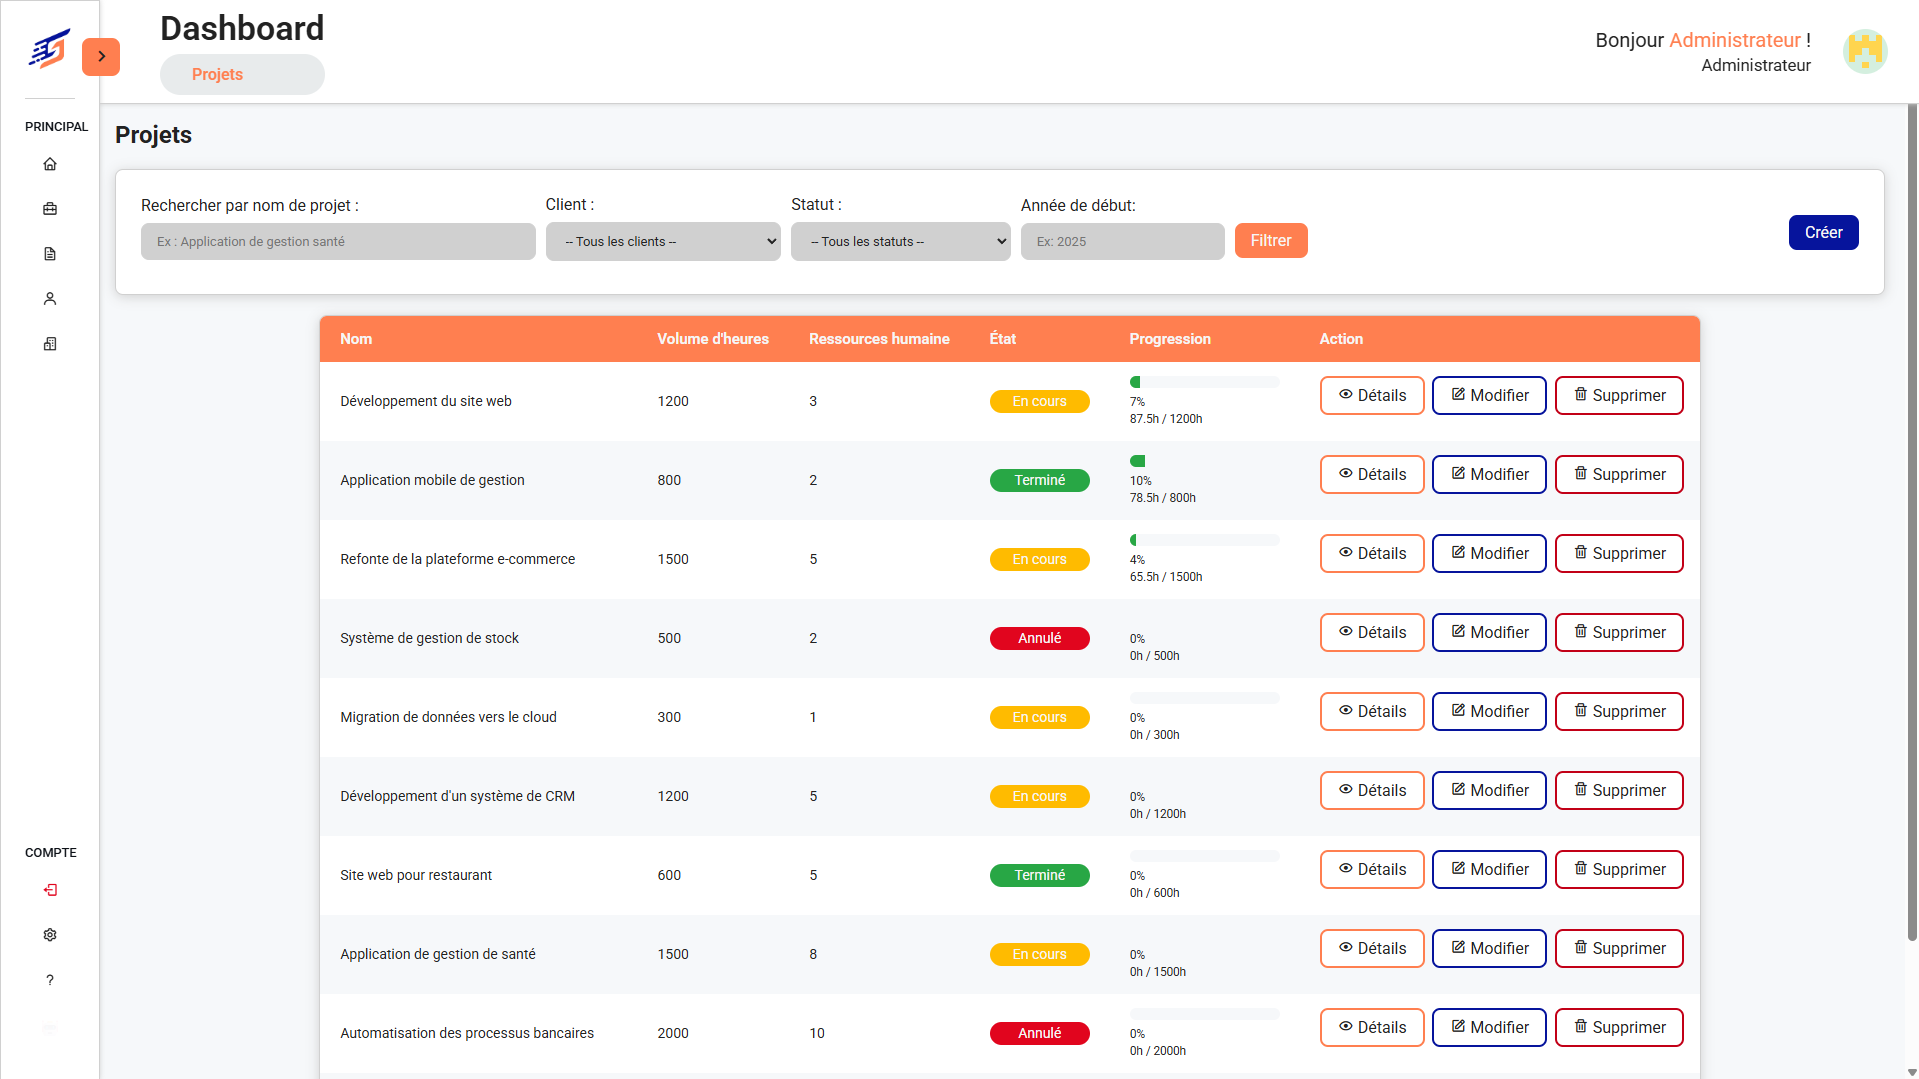 Dashboard
Projets
Bonjour Administrateur !
Administrateur
PRINCIPAL
COMPTE
?
Projets
Rechercher par nom de projet :
Ex : Application de gestion santé
Client :
-- Tous les clients --
Statut :
-- Tous les statuts --
Année de début:
Ex: 2025
Filtrer
Créer
Nom Volume d'heures Ressources humaine État Progression Action
Développement du site web 1200 3 En cours 7% Détails Modifier Supprimer
87.5h / 1200h
Application mobile de gestion 800 2 Terminé 10% Détails Modifier Supprimer
78.5h / 800h
Refonte de la plateforme e-commerce 1500 5 En cours 4% Détails Modifier Supprimer
65.5h / 1500h
Système de gestion de stock 500 2 Annulé 0% Détails Modifier Supprimer
0h / 500h
Migration de données vers le cloud 300 1 En cours 0% Détails Modifier Supprimer
0h / 300h
Développement d'un système de CRM 1200 5 En cours 0% Détails Modifier Supprimer
0h / 1200h
Site web pour restaurant 600 5 Terminé 0% Détails Modifier Supprimer
0h / 600h
Application de gestion de santé 1500 8 En cours 0% Détails Modifier Supprimer
0h / 1500h
Automatisation des processus bancaires 2000 10 Annulé 0% Détails Modifier Supprimer
0h / 2000h